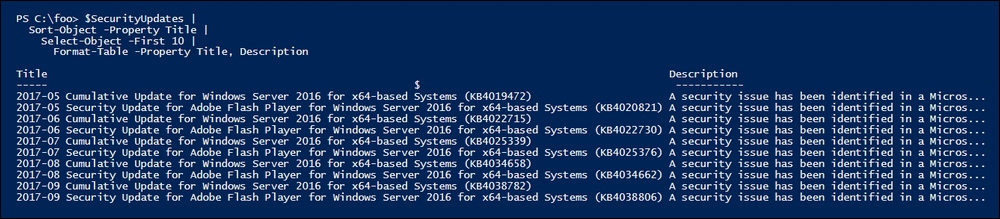 PS C:\foo> $SecurityUpdates |
Sort-Object -Property Title |
Select-Object -First 10 |
Format-Table -Property Title, Description
Title Description
----- $ -----------
2017-05 Cumulative Update for Windows Server 2016 for x64-based Systems (KB4019472) A security issue has been identified in a Micros...
2017-05 Security Update for Adobe Flash Player for Windows Server 2016 for x64-based Systems (KB4020821) A security issue has been identified in a Micros...
2017-06 Cumulative Update for Windows Server 2016 for x64-based Systems (KB4022715) A security issue has been identified in a Micros...
2017-06 Security Update for Adobe Flash Player for Windows Server 2016 for x64-based Systems (KB4022730) A security issue has been identified in a Micros...
2017-07 Cumulative Update for Windows Server 2016 for x64-based Systems (KB4025339) A security issue has been identified in a Micros...
2017-07 Security Update for Adobe Flash Player for Windows Server 2016 for x64-based Systems (KB4025376) A security issue has been identified in a Micros...
2017-08 Cumulative Update for Windows Server 2016 for x64-based Systems (KB4034658) A security issue has been identified in a Micros...
2017-08 Security Update for Adobe Flash Player for Windows Server 2016 for x64-based Systems (KB4034662) A security issue has been identified in a Micros...
2017-09 Cumulative Update for Windows Server 2016 for x64-based Systems (KB4038782) A security issue has been identified in a Micros...
2017-09 Security Update for Adobe Flash Player for Windows Server 2016 for x64-based Systems (KB4038806) A security issue has been identified in a Micros...